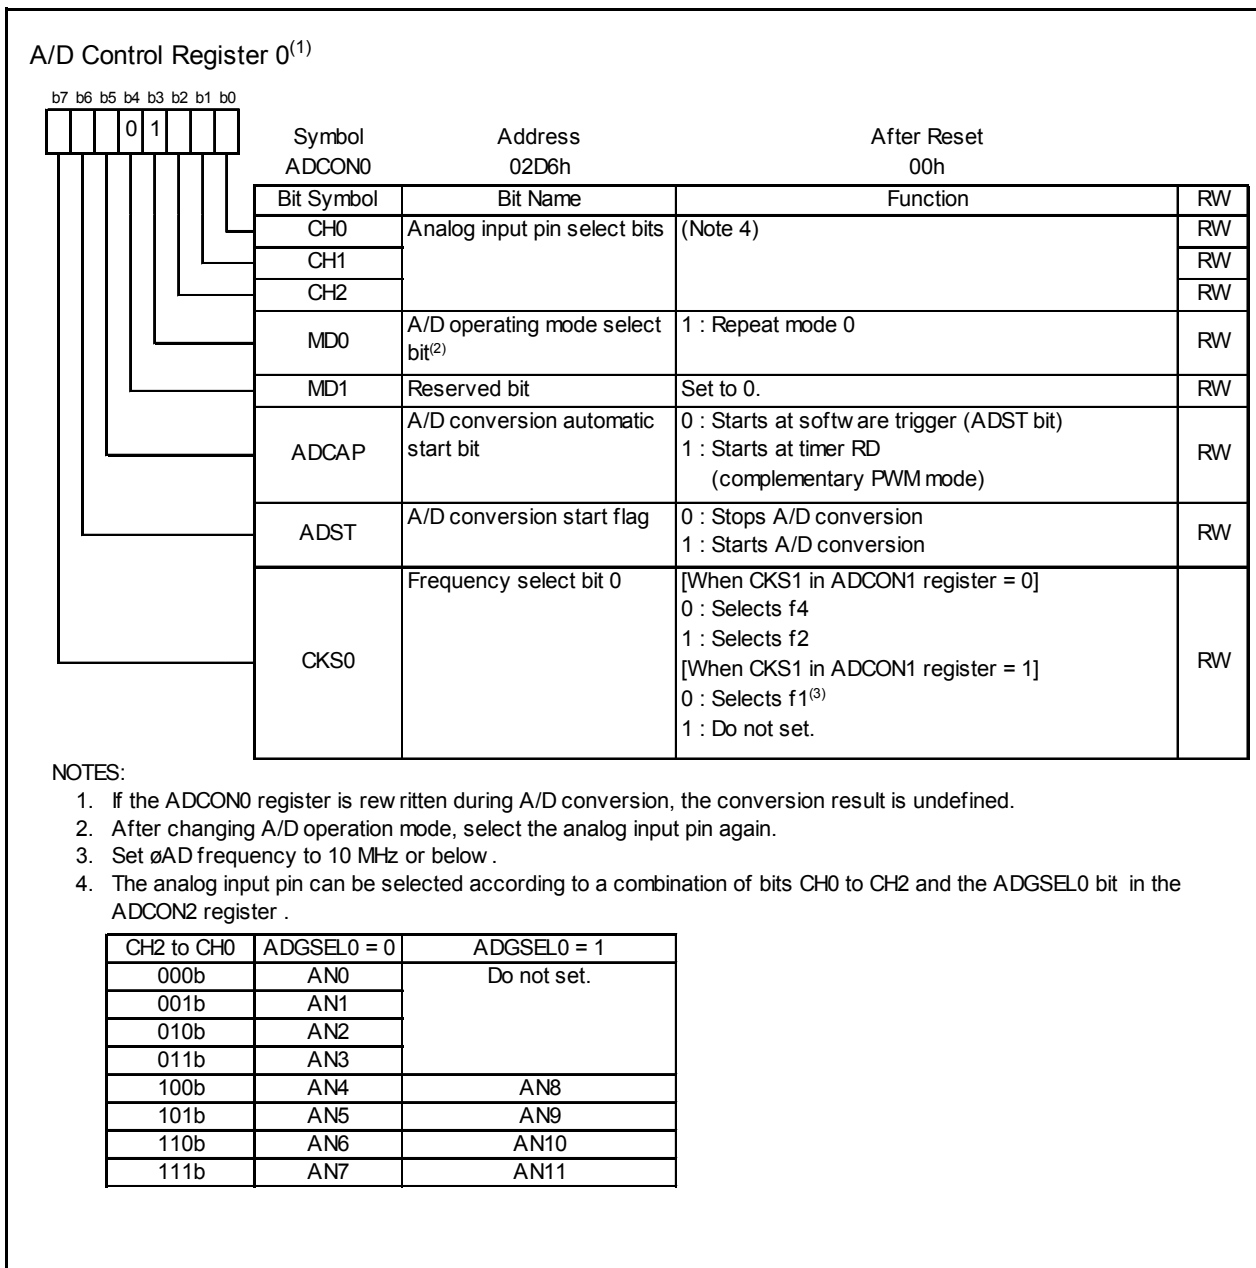 A/D Control Register 0(1)
b7 b6 b5 b4 b3 b2 b1 b0
0 1
Symbol Address After Reset
ADCON0 02D6h 00h
Bit Symbol Bit Name Function RW
CH0 Analog input pin select bits (Note 4) RW
CH1 RW
CH2 RW
MD0 A/D operating mode select bit(2) 1 : Repeat mode 0 RW
MD1 Reserved bit Set to 0. RW
ADCAP A/D conversion automatic start bit 0 : Starts at software trigger (ADST bit)
1 : Starts at timer RD
(complementary PWM mode) RW
ADST A/D conversion start flag 0 : Stops A/D conversion
1 : Starts A/D conversion RW
CKS0 Frequency select bit 0 [When CKS1 in ADCON1 register = 0]
0 : Selects f4
1 : Selects f2
[When CKS1 in ADCON1 register = 1]
0 : Selects f1(3)
1 : Do not set. RW
NOTES:
1. If the ADCON0 register is rewritten during A/D conversion, the conversion result is undefined.
2. After changing A/D operation mode, select the analog input pin again.
3. Set øAD frequency to 10 MHz or below.
4. The analog input pin can be selected according to a combination of bits CH0 to CH2 and the ADGSEL0 bit in the
ADCON2 register.
CH2 to CH0 ADGSEL0 = 0 ADGSEL0 = 1
000b AN0 Do not set.
001b AN1
010b AN2
011b AN3
100b AN4 AN8
101b AN5 AN9
110b AN6 AN10
111b AN7 AN11